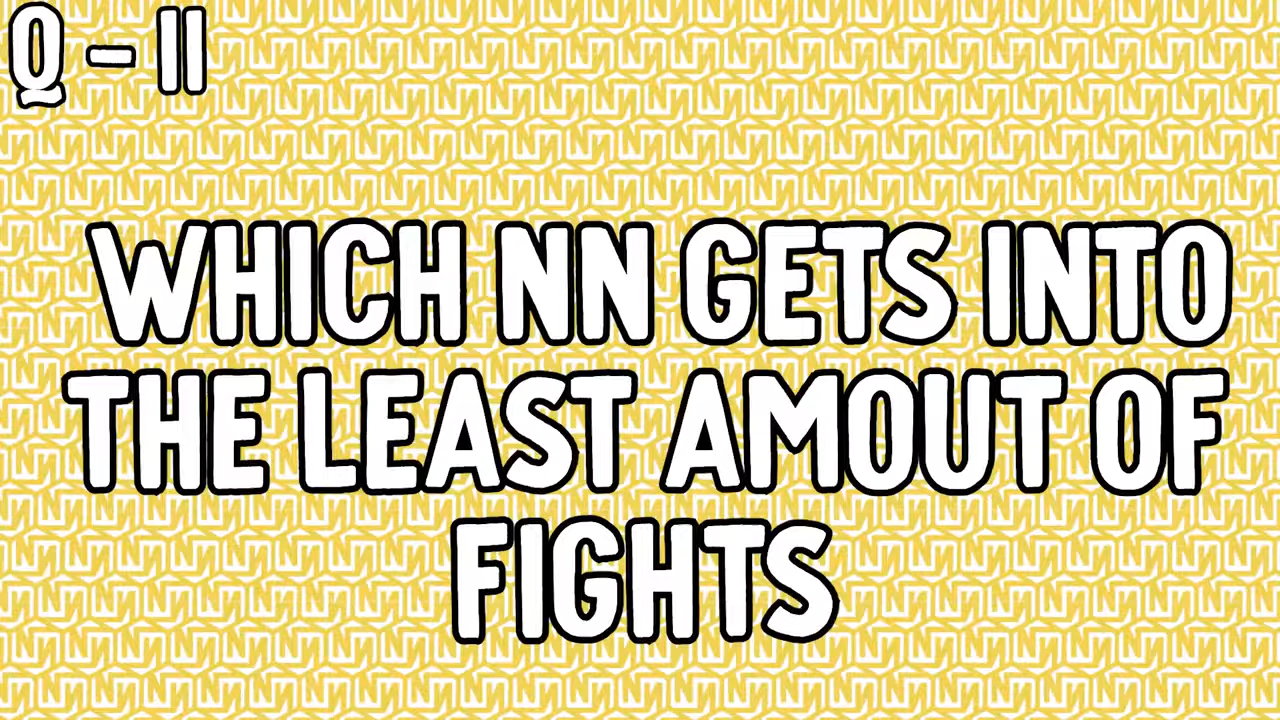 Q - 11
WHICH NN GETS INTO
THE LEAST AMOUT OF
FIGHTS